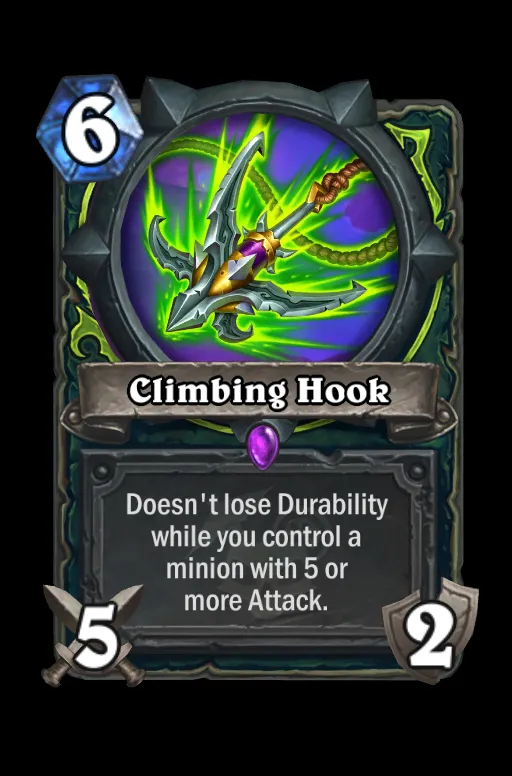 6
Climbing Hook
Doesn't lose Durability
while you control a
minion with 5 or
more Attack.
5
2